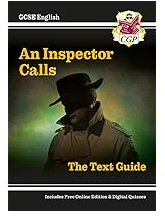 GCSE English
CGP
An Inspector
Calls
The Text Guide
Includes Free Online Edition & Digital Quizzes